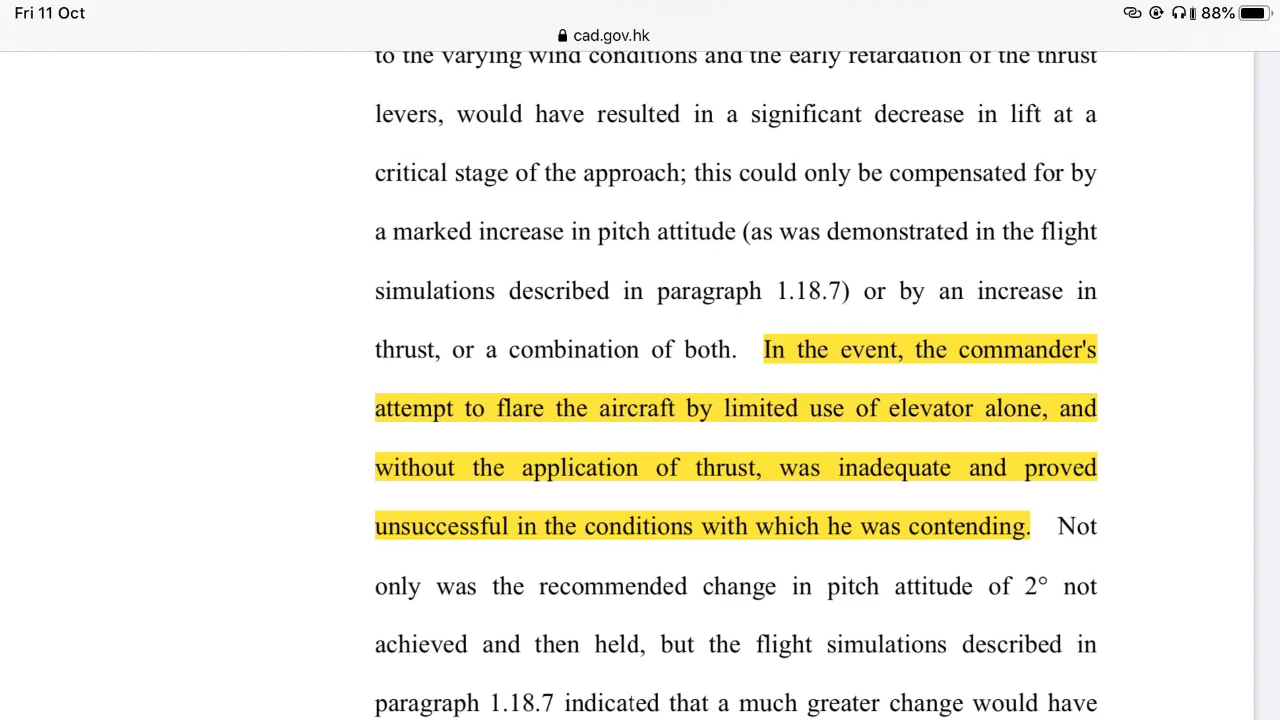 Fri 11 Oct
88%
cad.gov.hk
to the varying wind conditions and the early retardation of the thrust
levers, would have resulted in a significant decrease in lift at a
critical stage of the approach; this could only be compensated for by
a marked increase in pitch attitude (as was demonstrated in the flight
simulations described in paragraph 1.18.7) or by an increase in
thrust, or a combination of both. In the event, the commander's
attempt to flare the aircraft by limited use of elevator alone, and
without the application of thrust, was inadequate and proved
unsuccessful in the conditions with which he was contending. Not
only was the recommended change in pitch attitude of 2° not
achieved and then held, but the flight simulations described in
paragraph 1.18.7 indicated that a much greater change would have